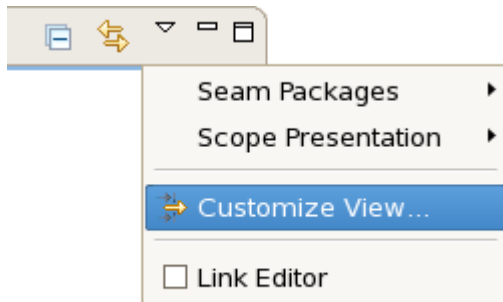 Seam Packages
Scope Presentation
Customize View...
Link Editor